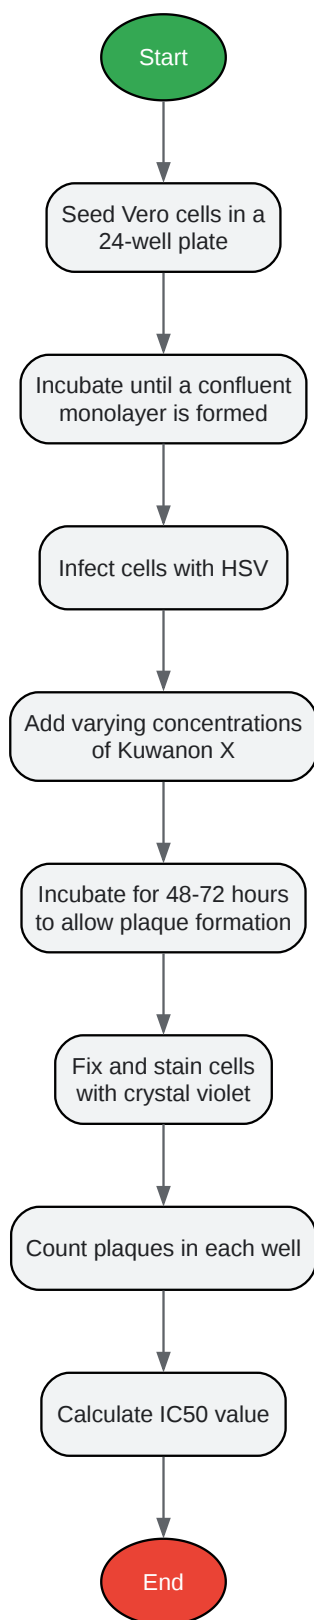 Start
Seed Vero cells in a
24-well plate
Incubate until a confluent
monolayer is formed
Infect cells with HSV
Add varying concentrations
of Kuwanon X
Incubate for 48-72 hours
to allow plaque formation
Fix and stain cells
with crystal violet
Count plaques in each well
Calculate IC50 value
End